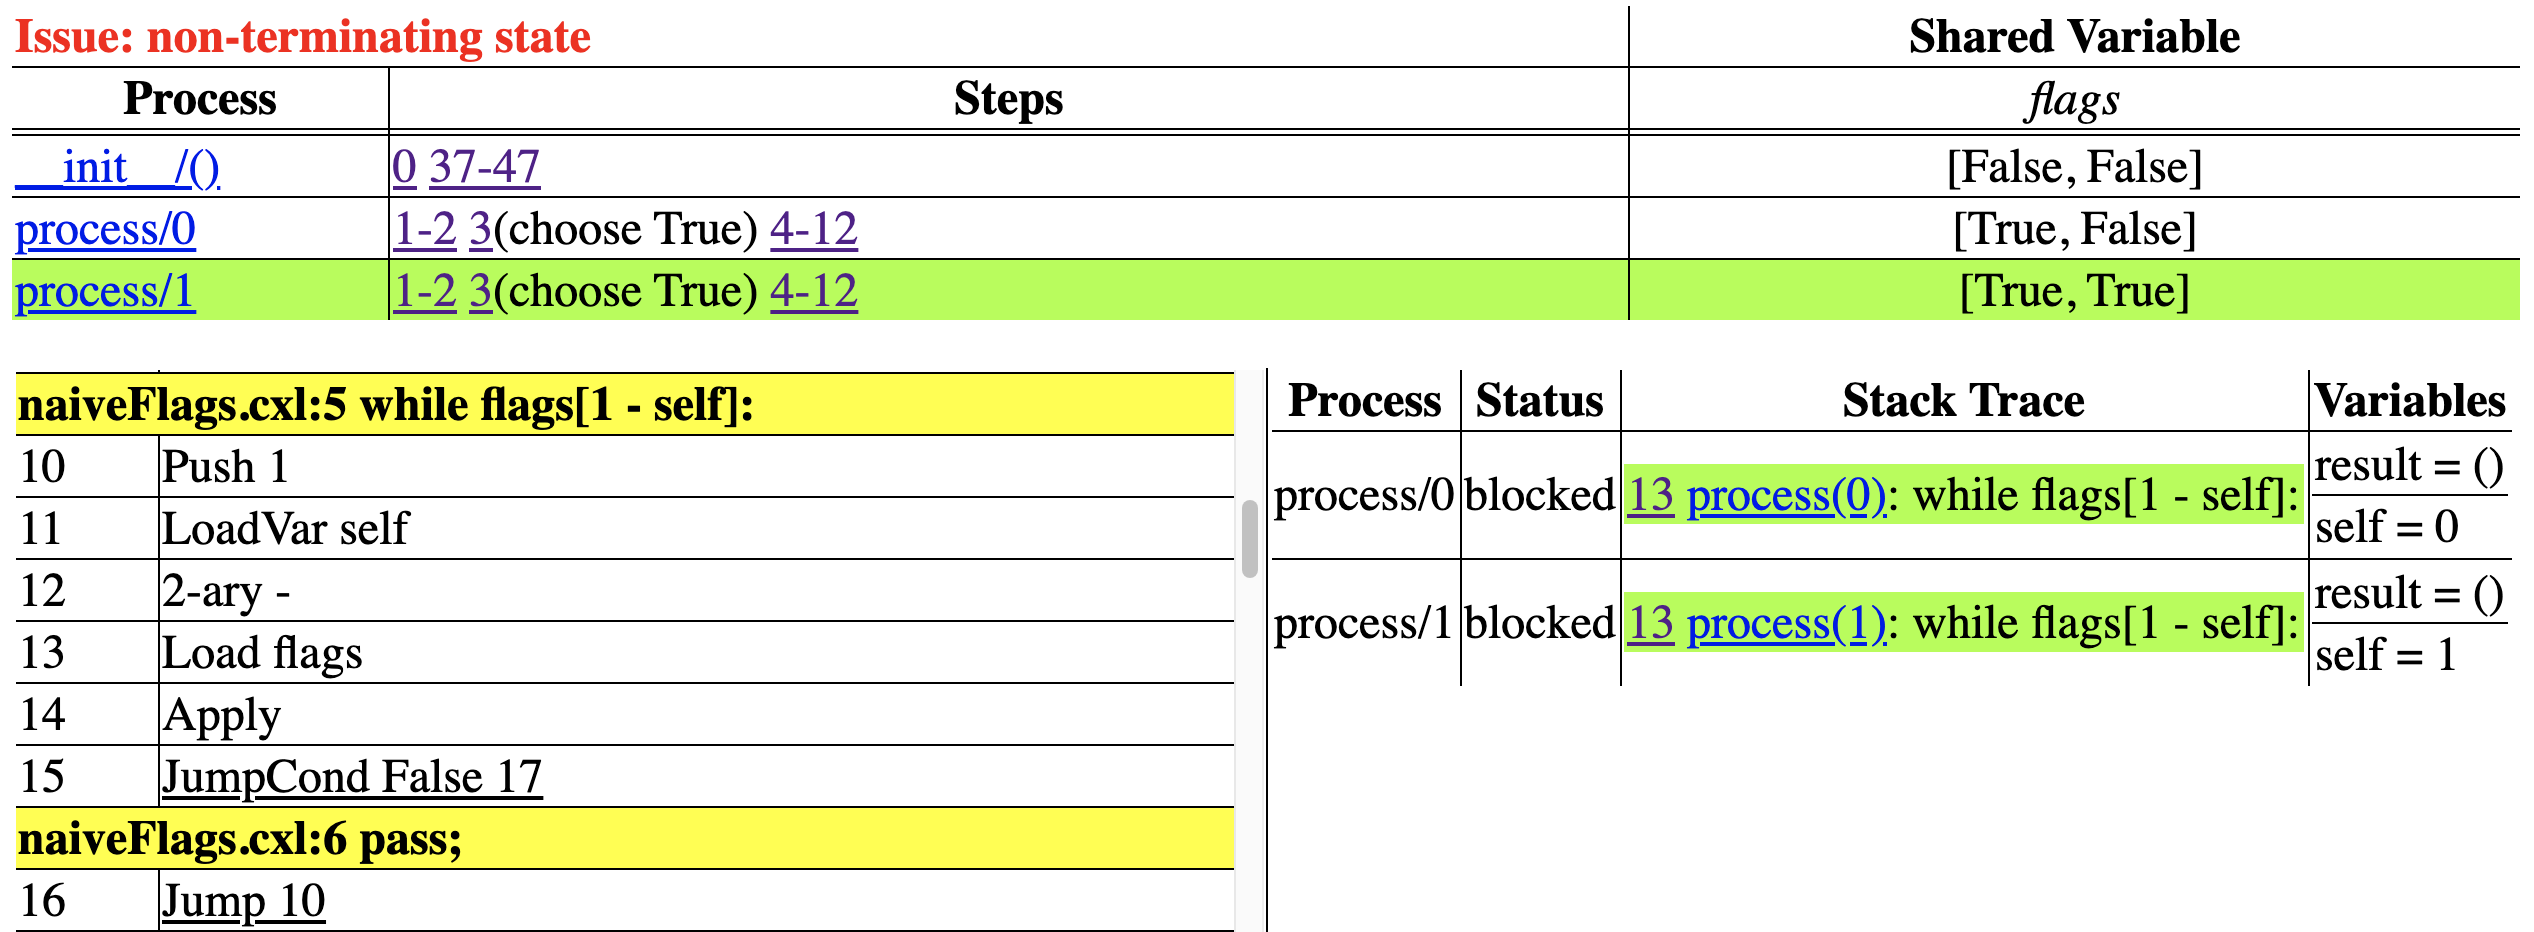 Issue: non-terminating state Shared Variable
Process Steps flags
__init__/() 0 37-47 [False, False]
process/0 1-2 3(choose True) 4-12 [True, False]
process/1 1-2 3(choose True) 4-12 [True, True]
naiveFlags.cxl:5 while flags[1 - self]:
10 Push 1
11 LoadVar self
12 2-ary -
13 Load flags
14 Apply
15 JumpCond False 17
naiveFlags.cxl:6 pass;
16 Jump 10
Process Status Stack Trace Variables
process/0 blocked 13 process(0): while flags[1 - self]: result = ()
self = 0
process/1 blocked 13 process(1): while flags[1 - self]: result = ()
self = 1